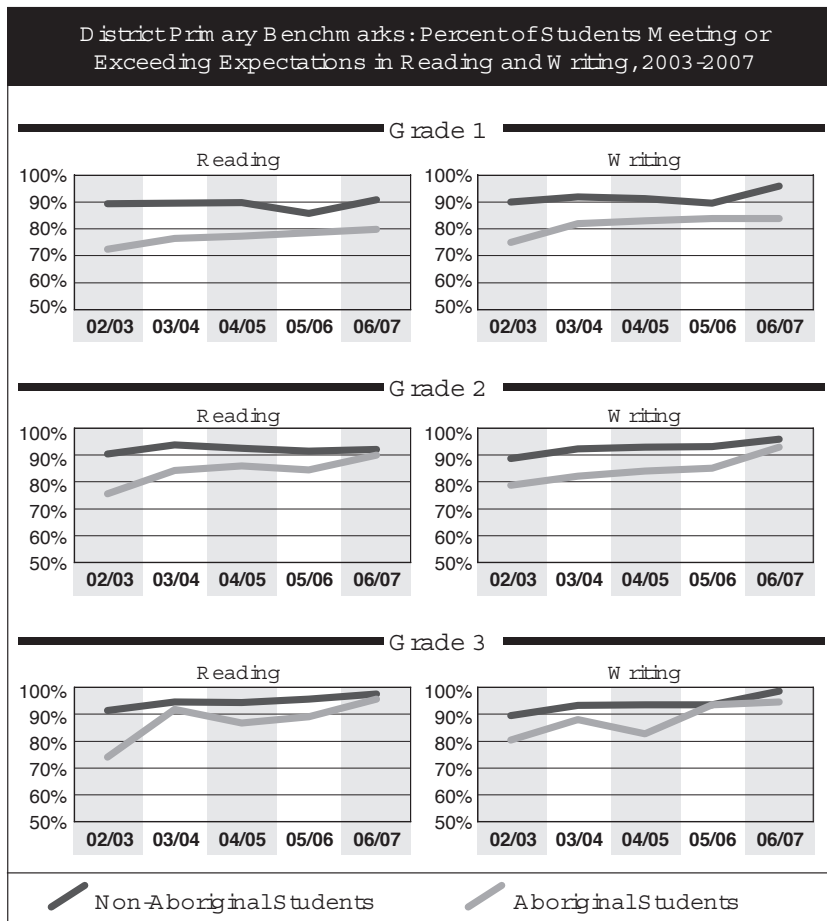 District Primary Benchmarks: Percent of Students Meeting or
Exceeding Expectations in Reading and Writing, 2003-2007
Grade 1
Reading
100%
90%
80%
70%
60%
50%
02/03 03/04 04/05 05/06 06/07
Writing
100%
90%
80%
70%
60%
50%
02/03 03/04 04/05 05/06 06/07
Grade 2
Reading
100%
90%
80%
70%
60%
50%
02/03 03/04 04/05 05/06 06/07
Writing
100%
90%
80%
70%
60%
50%
02/03 03/04 04/05 05/06 06/07
Grade 3
Reading
100%
90%
80%
70%
60%
50%
02/03 03/04 04/05 05/06 06/07
Writing
100%
90%
80%
70%
60%
50%
02/03 03/04 04/05 05/06 06/07
Non-Aboriginal Students
Aboriginal Students